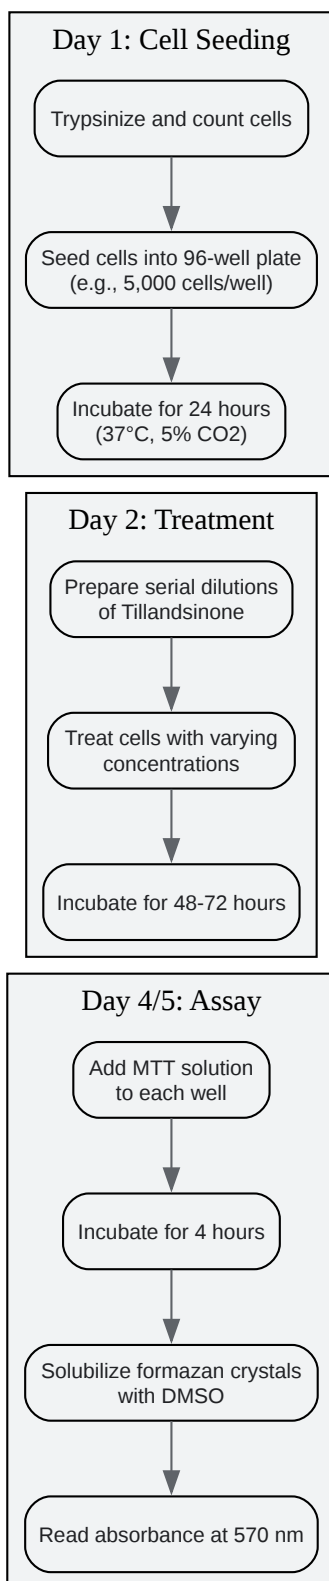 Day 1: Cell Seeding
Trypsinize and count cells
Seed cells into 96-well plate
(e.g., 5,000 cells/well)
Incubate for 24 hours
(37°C, 5% CO2)
Day 2: Treatment
Prepare serial dilutions
of Tillandsinone
Treat cells with varying
concentrations
Incubate for 48-72 hours
Day 4/5: Assay
Add MTT solution
to each well
Incubate for 4 hours
Solubilize formazan crystals
with DMSO
Read absorbance at 570 nm